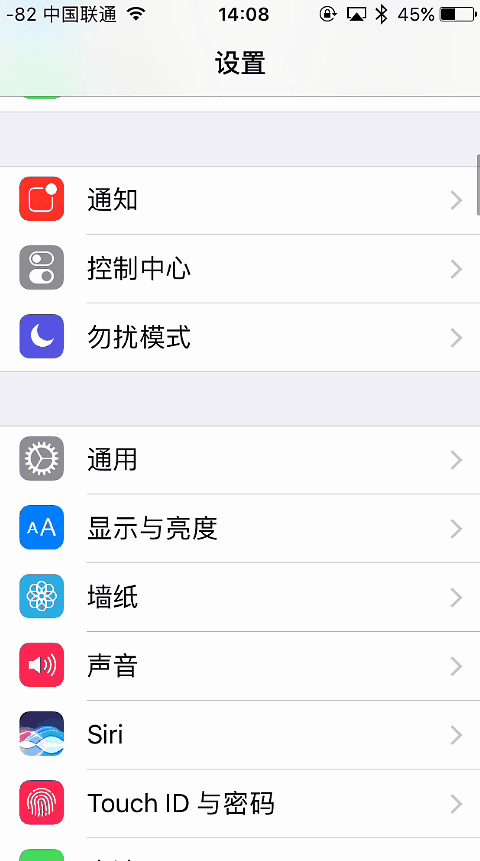 -82 中国联通 14:08 45%
设置
通知
控制中心
勿扰模式
通用
AA 显示与亮度
墙纸
声音
Siri
Touch ID 与密码